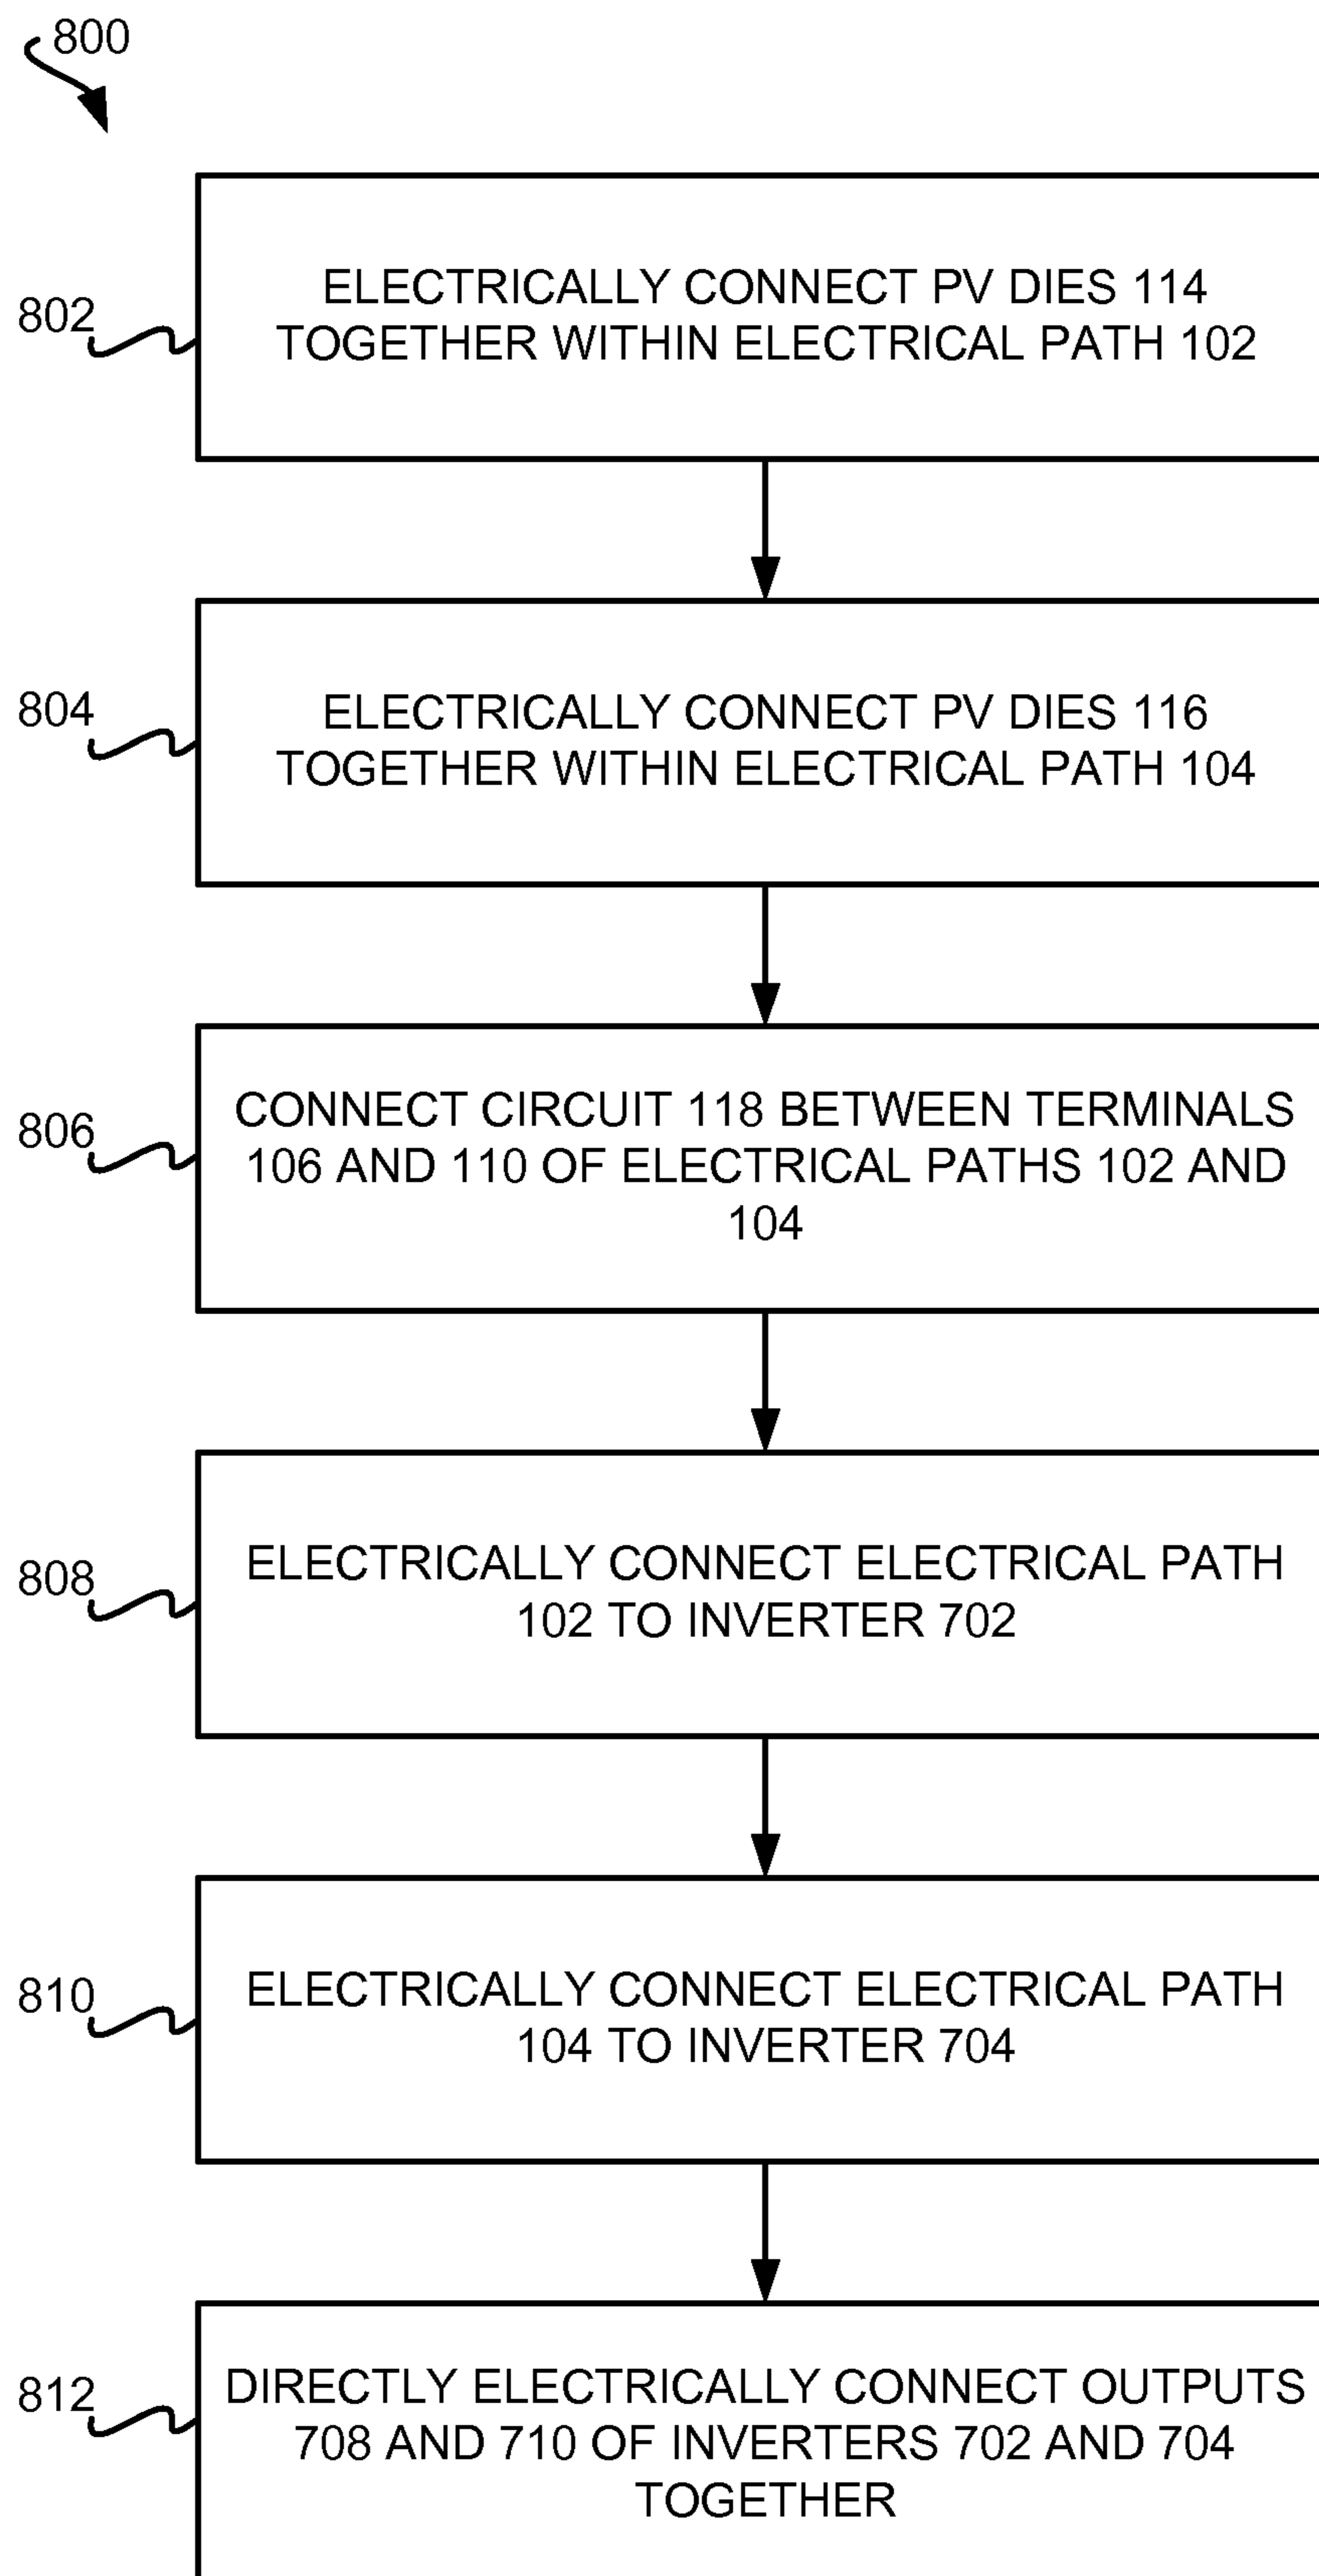 800
802
ELECTRICALLY CONNECT PV DIES 114
TOGETHER WITHIN ELECTRICAL PATH 102
804
ELECTRICALLY CONNECT PV DIES 116
TOGETHER WITHIN ELECTRICAL PATH 104
806
CONNECT CIRCUIT 118 BETWEEN TERMINALS
106 AND 110 OF ELECTRICAL PATHS 102 AND
104
808
ELECTRICALLY CONNECT ELECTRICAL PATH
102 TO INVERTER 702
810
ELECTRICALLY CONNECT ELECTRICAL PATH
104 TO INVERTER 704
812
DIRECTLY ELECTRICALLY CONNECT OUTPUTS
708 AND 710 OF INVERTERS 702 AND 704
TOGETHER